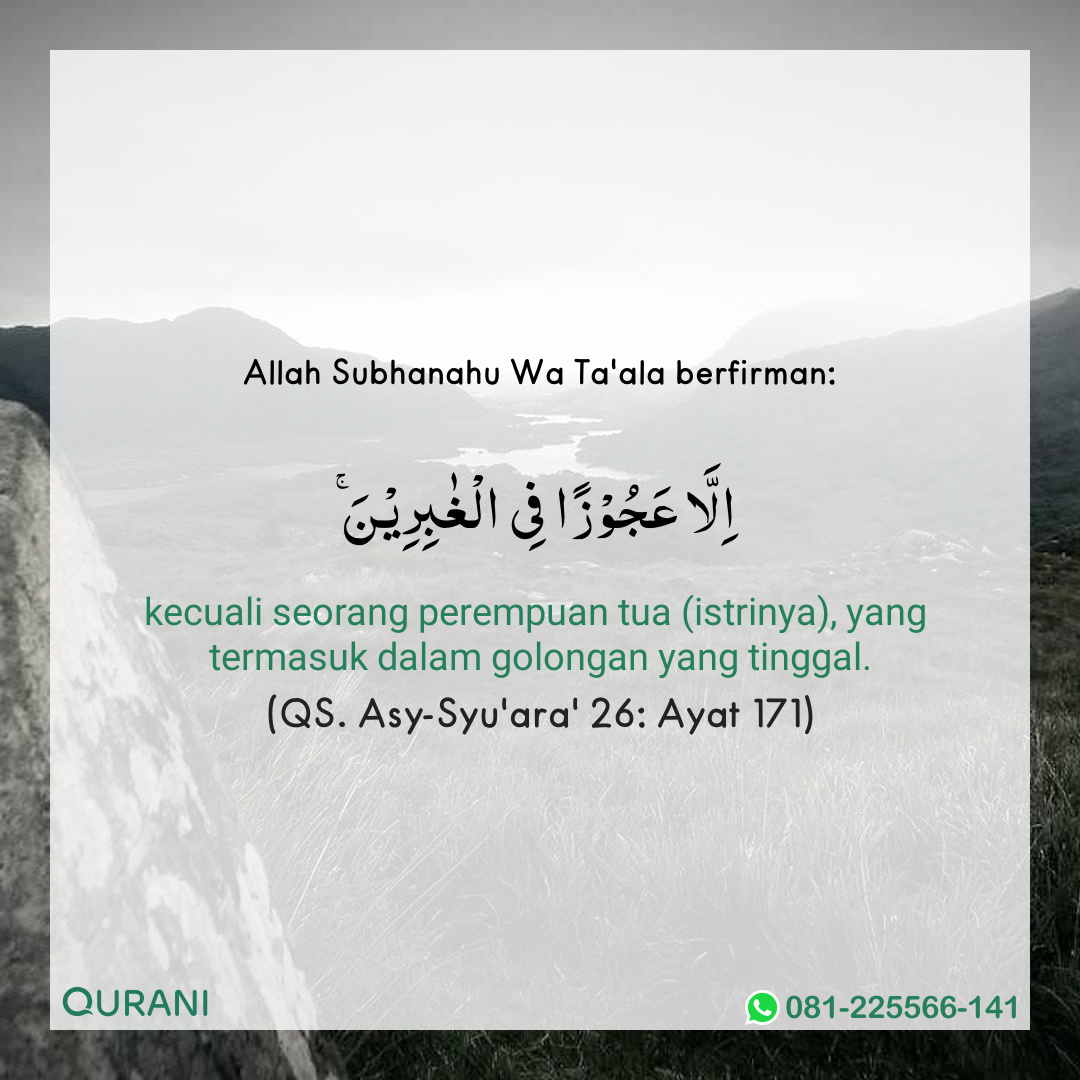 Allah Subhanahu Wa Ta'ala berfirman:
اِلَّا عَجُوْزًا فِى الْغٰبِرِيْنَ ۚ
kecuali seorang perempuan tua (istrinya), yang
termasuk dalam golongan yang tinggal.
(QS. Asy-Syu'ara' 26: Ayat 171)
QURANI
081-225566-141